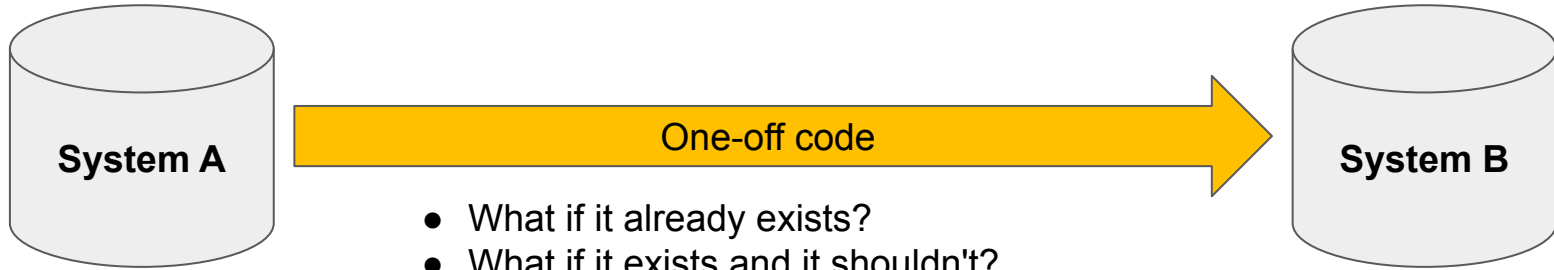 System A
One-off code
System B
● What if it already exists?
● What if it exists and it shouldn't?